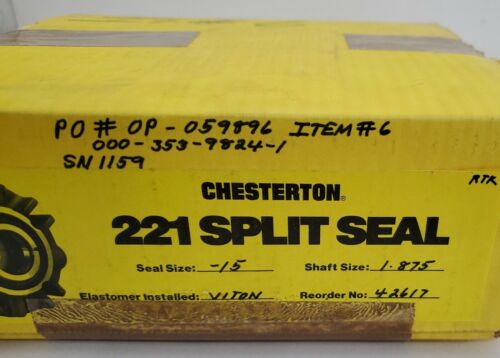 PO # OP - 059896 ITEM #6
000-353-9824-1
SN 1159
RTR
CHESTERTON®
221 SPLIT SEAL
Seal Size: -15 Shaft Size: 1.875
Elastomer Installed: VITON Reorder No: 42617